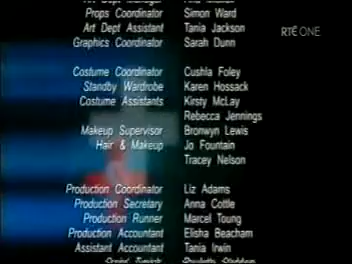 Props Coordinator Simon Ward
Art Dept Assistant Tania Jackson
RTÉ ONE
Graphics Coordinator Sarah Dunn
Costume Coordinator Cushla Foley
Standby Wardrobe Karen Hossack
Costume Assistants Kirsty McLay
Rebecca Jennings
Makeup Supervisor Bronwyn Lewis
Hair & Makeup Jo Fountain
Tracey Nelson
Production Coordinator Liz Adams
Production Secretary Anna Cottle
Production Runner Marcel Toung
Production Accountant Elisha Beacham
Assistant Accountant Tania Irwin